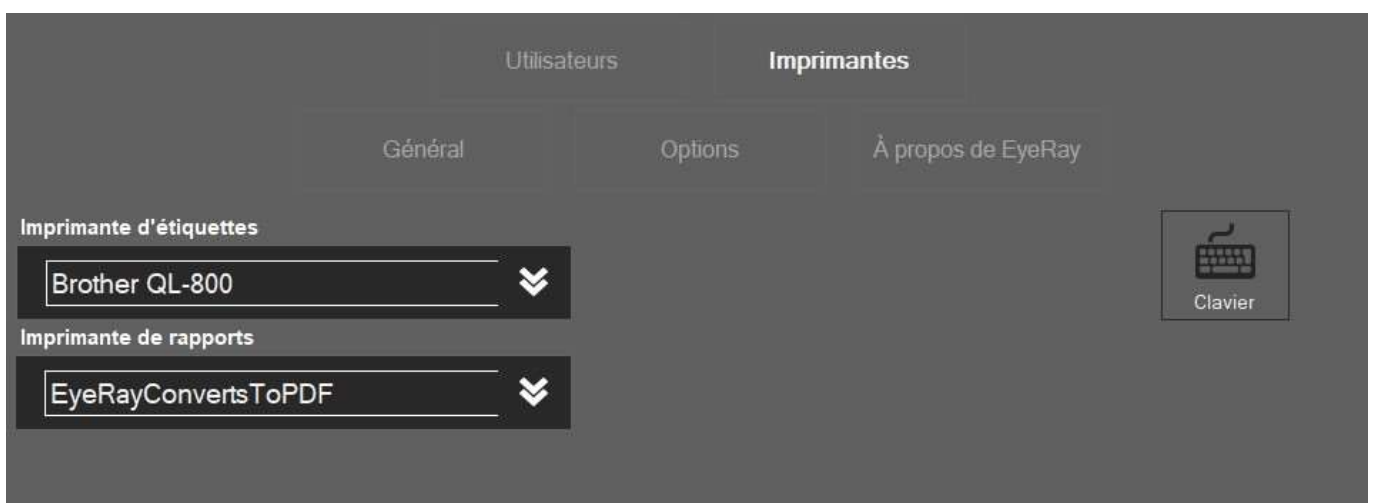 Utilisateurs Imprimantes
Général Options À propos de EyeRay
Imprimante d'étiquettes
Brother QL-800
Clavier
Imprimante de rapports
EyeRayConvertsToPDF